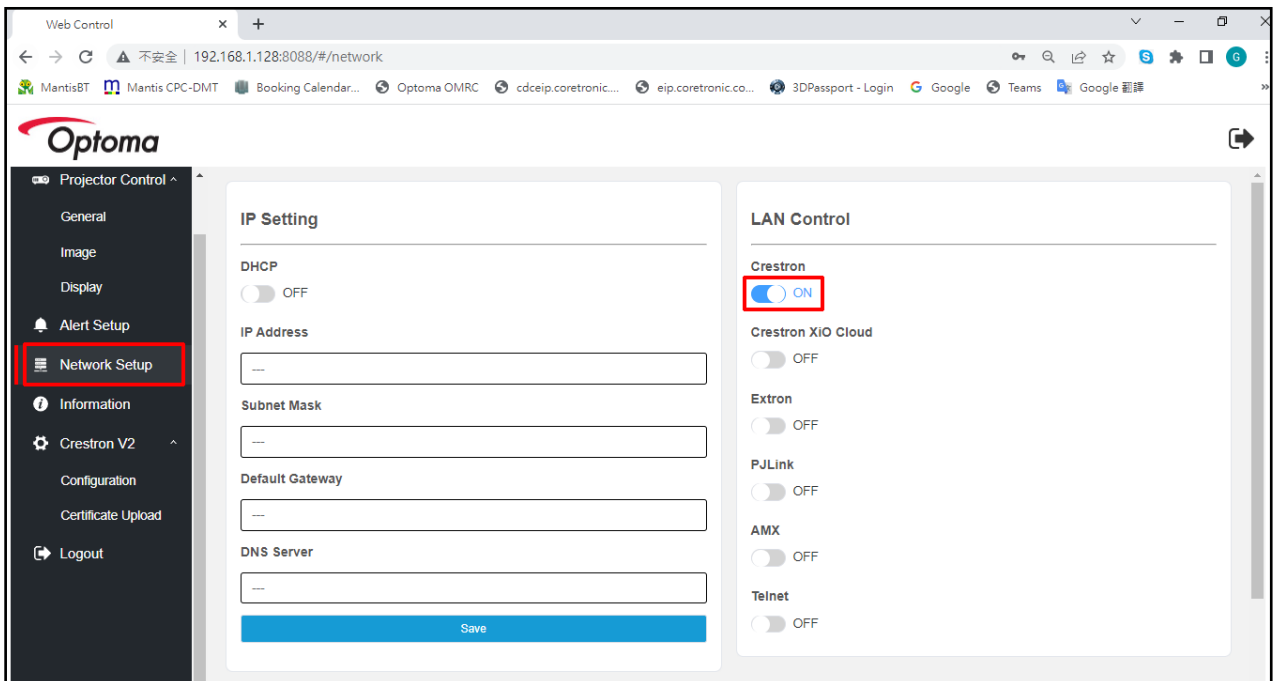 Web Control
不安全 | 192.168.1.128:8088/#/network
G
MantisBT Mantis CPC-DMT Booking Calendar... Optoma OMRC cdceip.coretronic.... eip.coretronic.co... 3DPassport - Login Google Teams Google 翻譯 »
Optoma
Projector Control
General
Image
Display
Alert Setup
Network Setup
Information
Crestron V2
Configuration
Certificate Upload
Logout
IP Setting
DHCP
OFF
IP Address
---
Subnet Mask
---
Default Gateway
---
DNS Server
---
Save
LAN Control
Crestron
ON
Crestron XiO Cloud
OFF
Extron
OFF
PJLink
OFF
AMX
OFF
Telnet
OFF